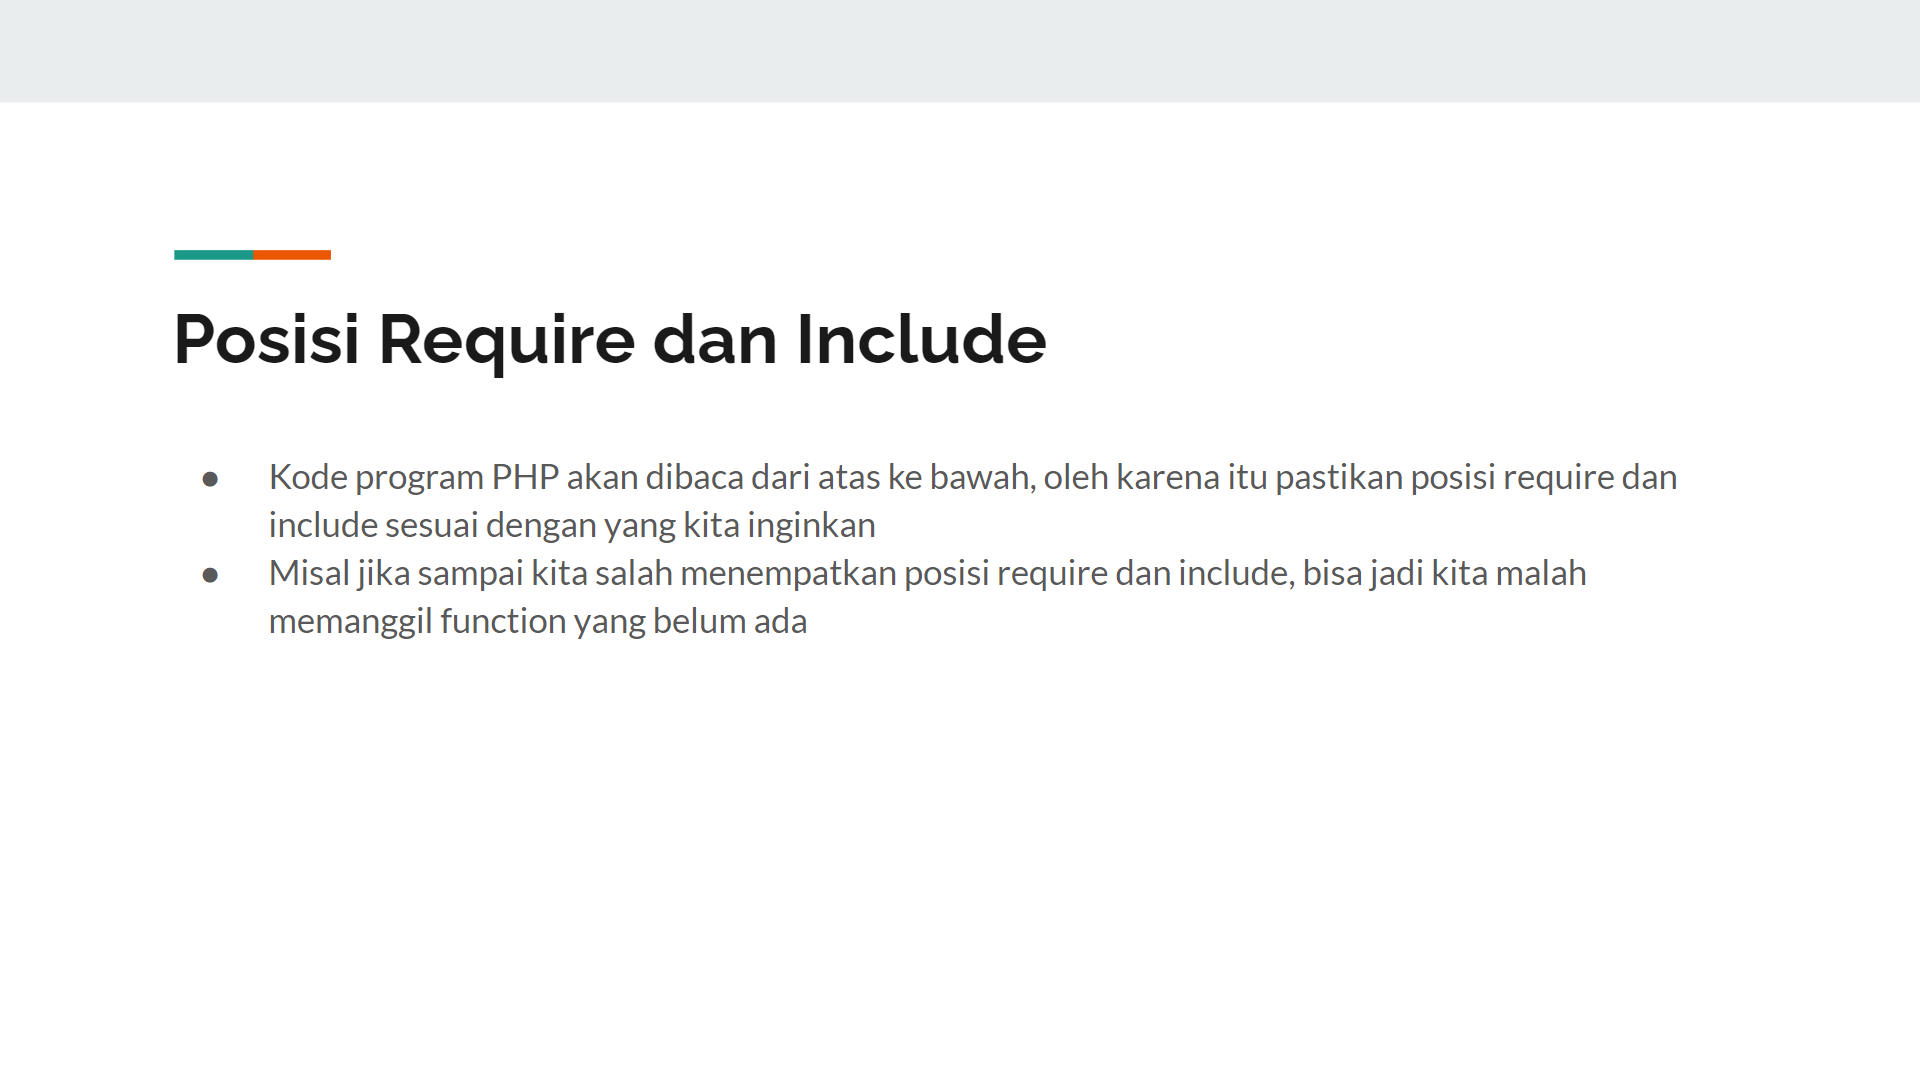 Posisi Require dan Include
● Kode program PHP akan dibaca dari atas ke bawah, oleh karena itu pastikan posisi require dan
include sesuai dengan yang kita inginkan
● Misal jika sampai kita salah menempatkan posisi require dan include, bisa jadi kita malah
memanggil function yang belum ada